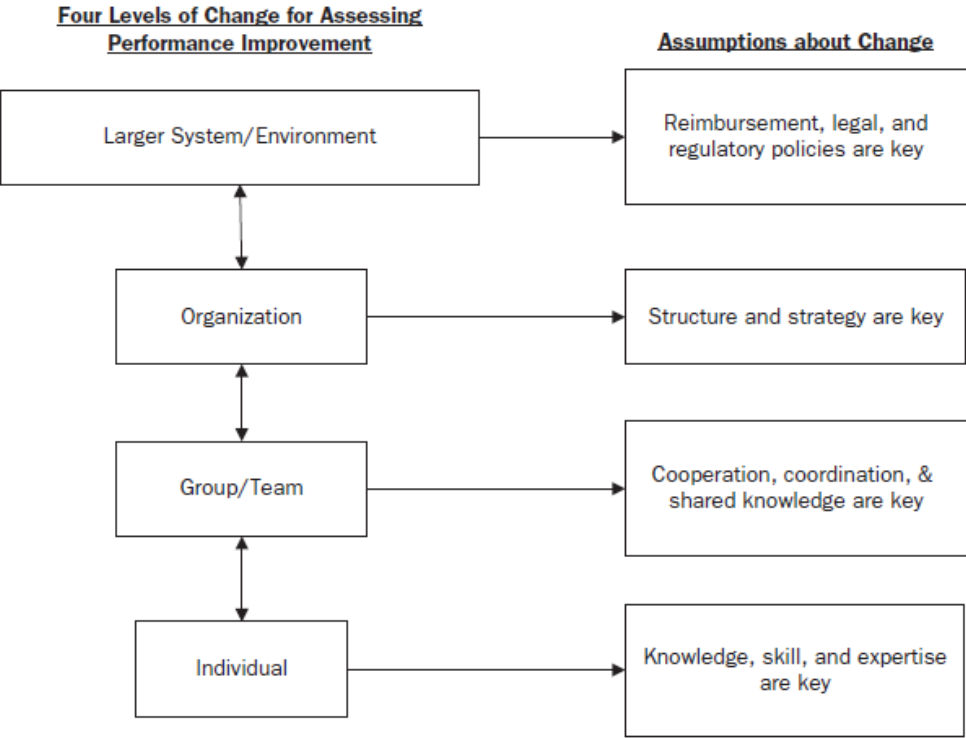 Four Levels of Change for Assessing
Performance Improvement
Assumptions about Change
Larger System/Environment
Reimbursement, legal, and
regulatory policies are key
Organization
Structure and strategy are key
Group/Team
Cooperation, coordination, &
shared knowledge are key
Individual
Knowledge, skill, and expertise
are key